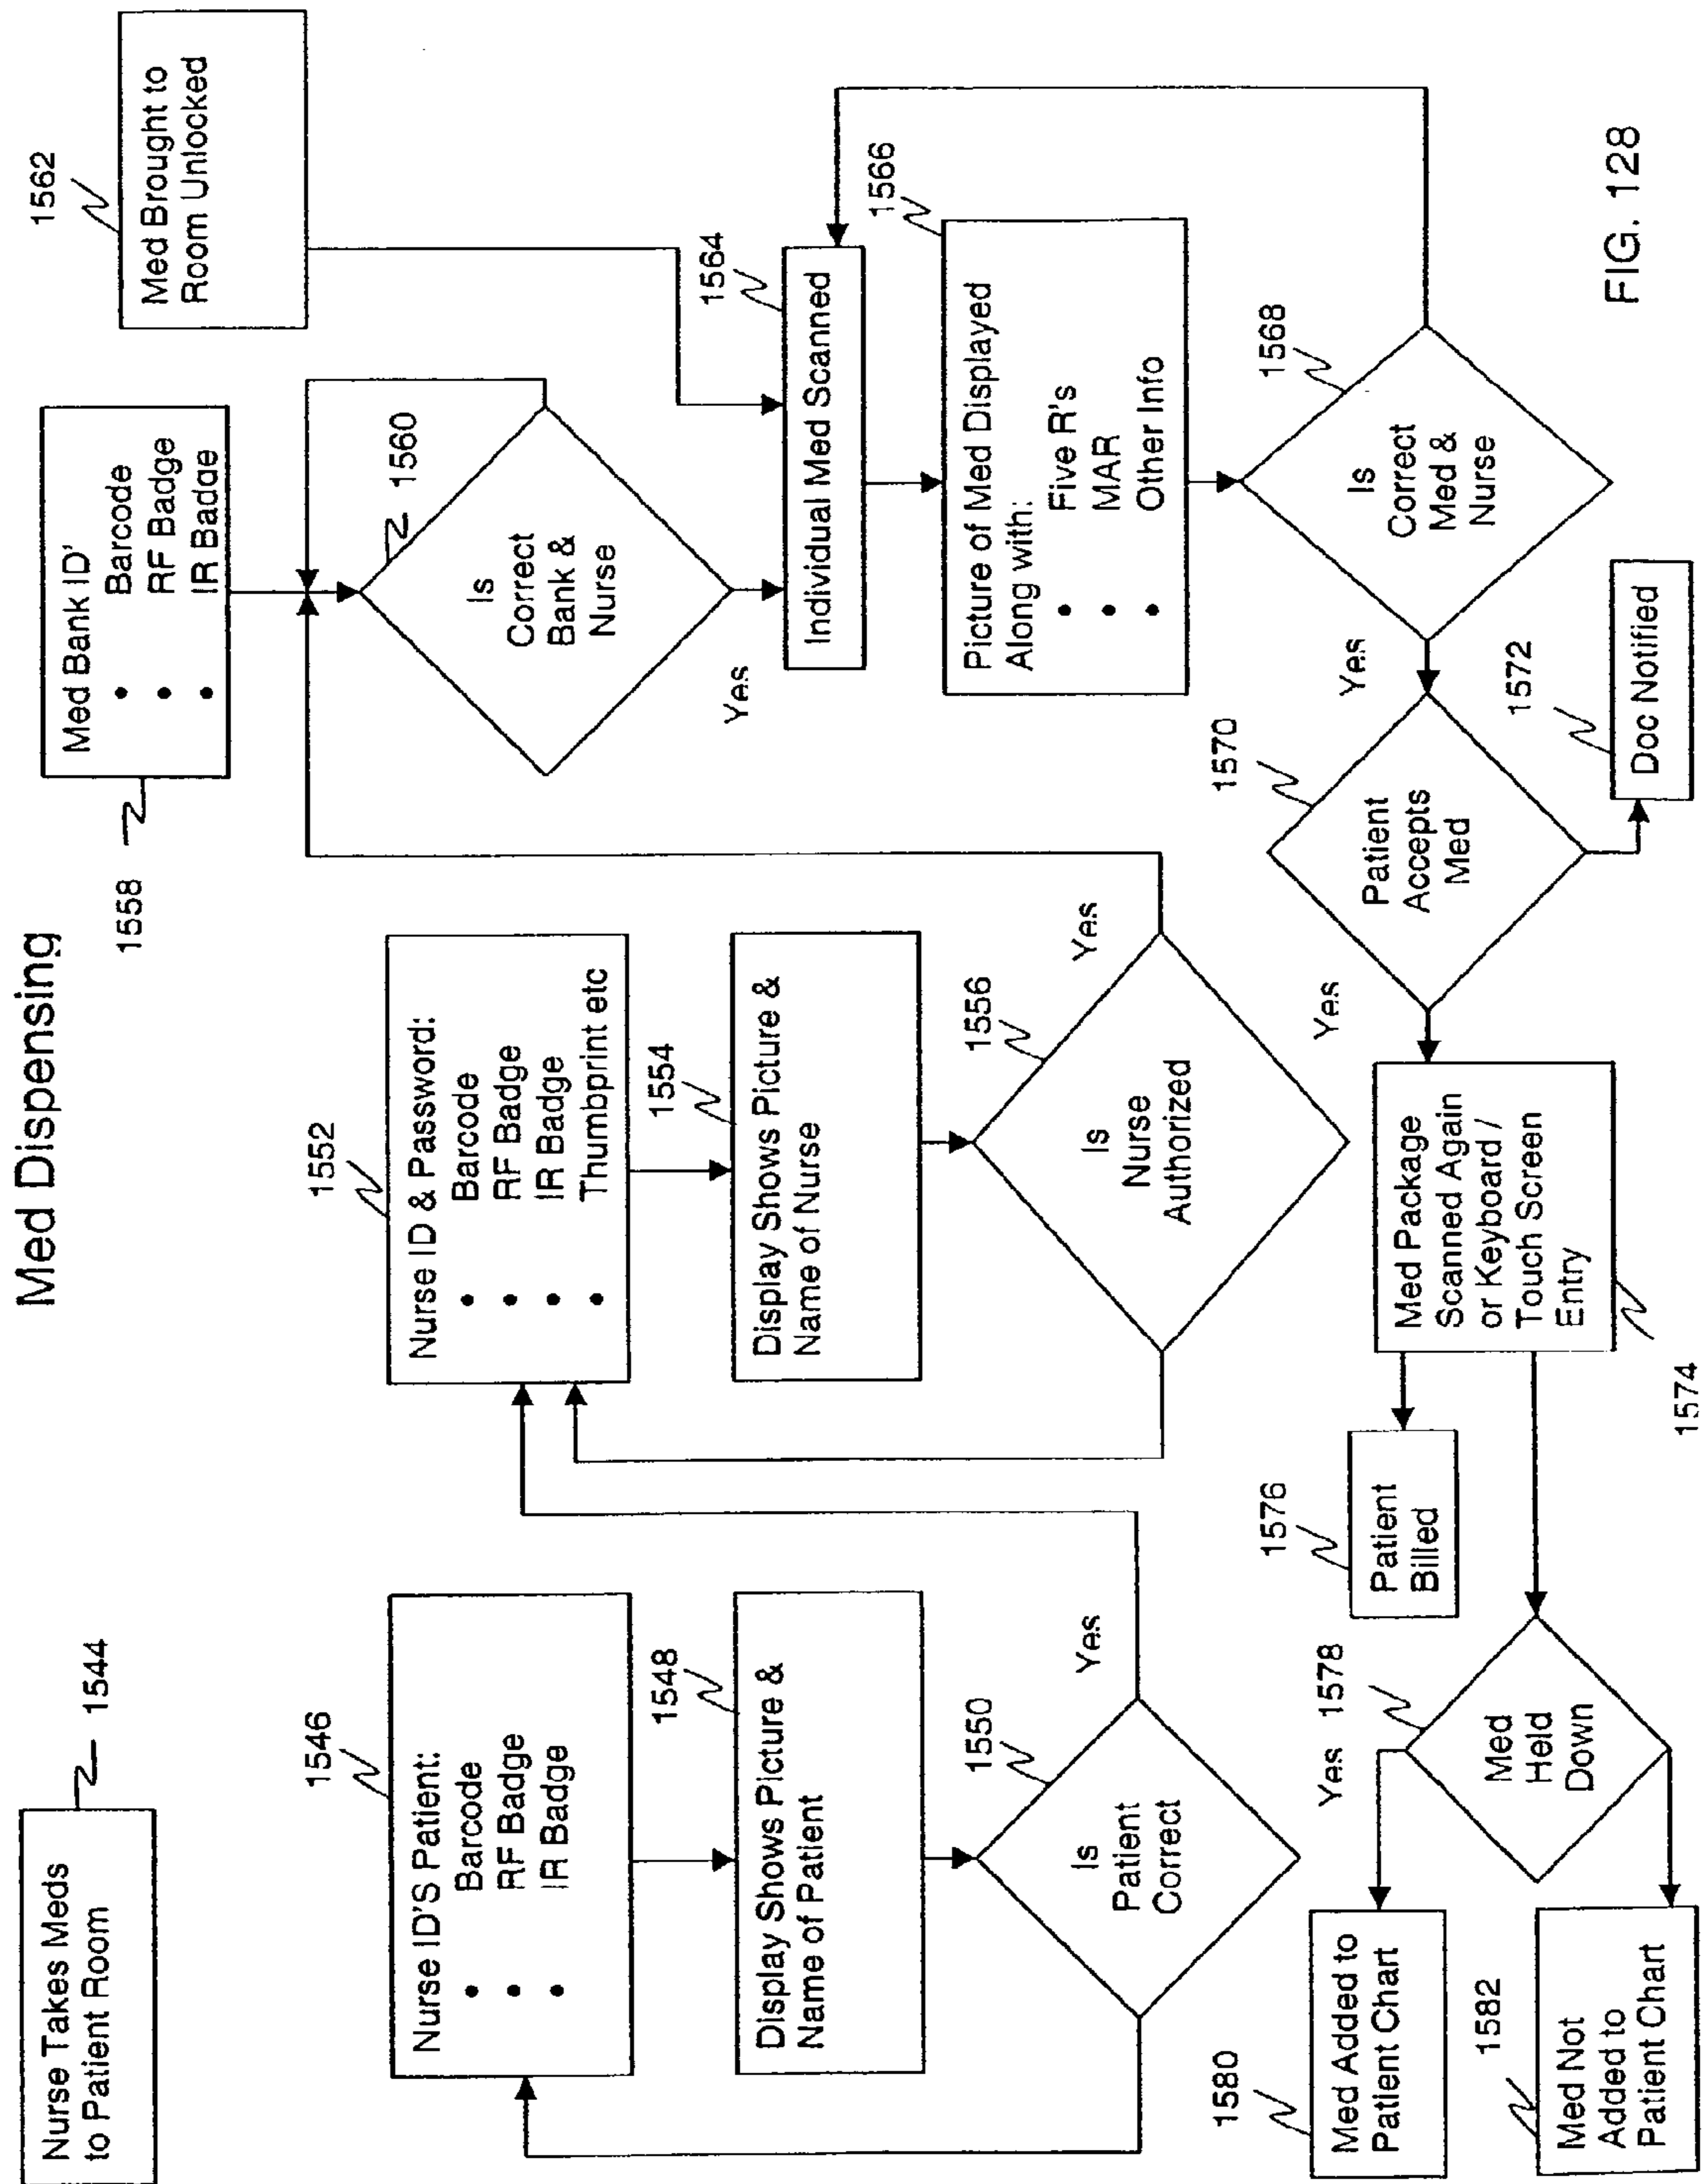 Med Dispensing
Nurse Takes Meds
to Patient Room
1544
1546
Nurse ID'S Patient:
• Barcode
• RF Badge
• IR Badge
1548
Display Shows Picture &
Name of Patient
1550
Is
Patient
Correct
Yes
1552
Nurse ID & Password:
• Barcode
• RF Badge
• IR Badge
• Thumbprint etc
1554
Display Shows Picture &
Name of Nurse
1556
Is
Nurse
Authorized
Yes
1558
Med Bank ID'
• Barcode
• RF Badge
• IR Badge
1560
Is
Correct
Bank &
Nurse
Yes
1562
Med Brought to
Room Unlocked
1564
Individual Med Scanned
1566
Picture of Med Displayed
Along with:
• Five R's
• MAR
• Other Info
1568
Is
Correct
Med &
Nurse
Yes
1570
Patient
Accepts
Med
1572
Doc Notified
Yes
Med Package
Scanned Again
or Keyboard /
Touch Screen
Entry
1574
1576
Patient
Billed
1578
Med
Held
Down
Yes
1580
Med Added to
Patient Chart
1582
Med Not
Added to
Patient Chart
FIG. 128